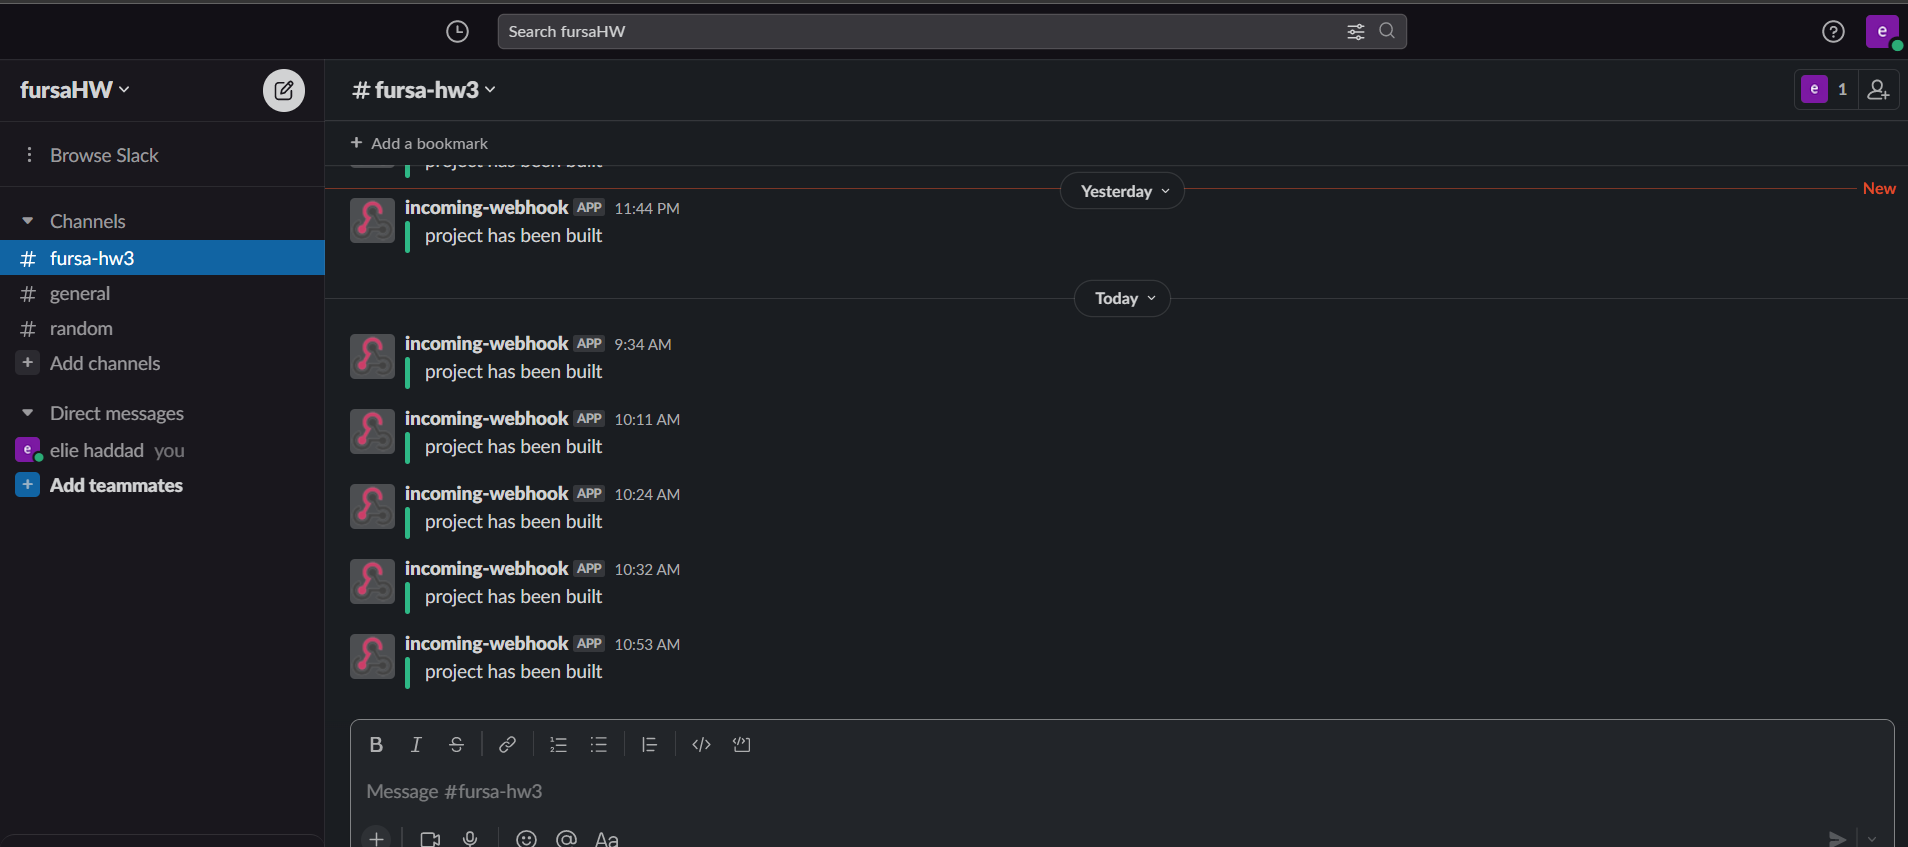 Search fursaHW
e
fursaHW
# fursa-hw3
e 1
Browse Slack
+ Add a bookmark
project has been built
Yesterday
New
incoming-webhook APP 11:44 PM
project has been built
Channels
# fursa-hw3
# general
# random
+ Add channels
Direct messages
e elie haddad you
+ Add teammates
Today
incoming-webhook APP 9:34 AM
project has been built
incoming-webhook APP 10:11 AM
project has been built
incoming-webhook APP 10:24 AM
project has been built
incoming-webhook APP 10:32 AM
project has been built
incoming-webhook APP 10:53 AM
project has been built
B I S
Message #fursa-hw3
+ @ Aa